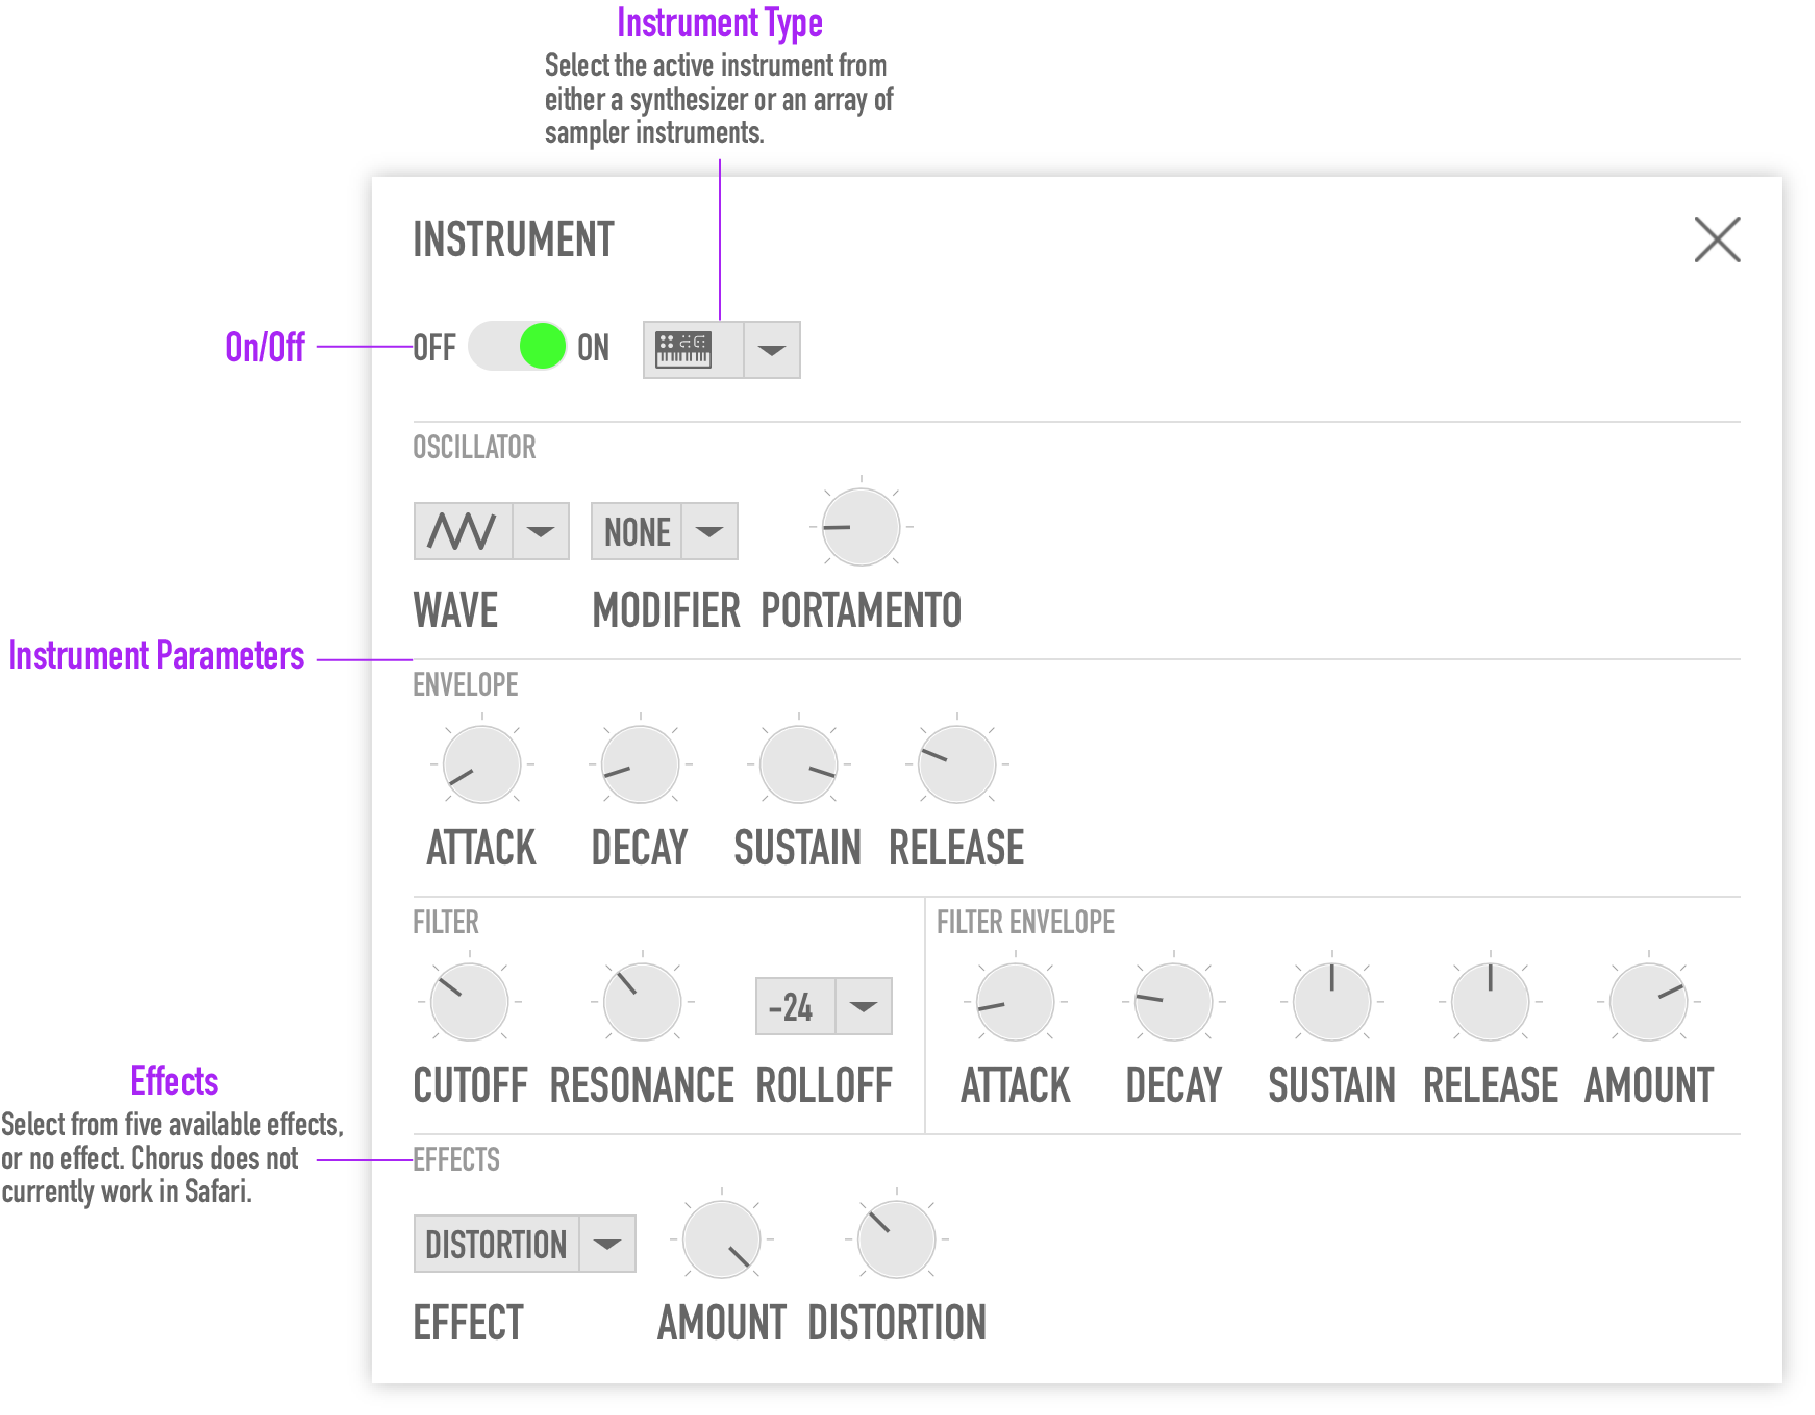 Instrument Type
Select the active instrument from
either a synthesizer or an array of
sampler instruments.
INSTRUMENT
On/Off
OFF ON
OSCILLATOR
NONE
WAVE MODIFIER PORTAMENTO
Instrument Parameters
ENVELOPE
ATTACK DECAY SUSTAIN RELEASE
FILTER
-24
CUTOFF RESONANCE ROLLOFF
FILTER ENVELOPE
ATTACK DECAY SUSTAIN RELEASE AMOUNT
Effects
Select from five available effects,
or no effect. Chorus does not
currently work in Safari.
EFFECTS
DISTORTION
EFFECT AMOUNT DISTORTION